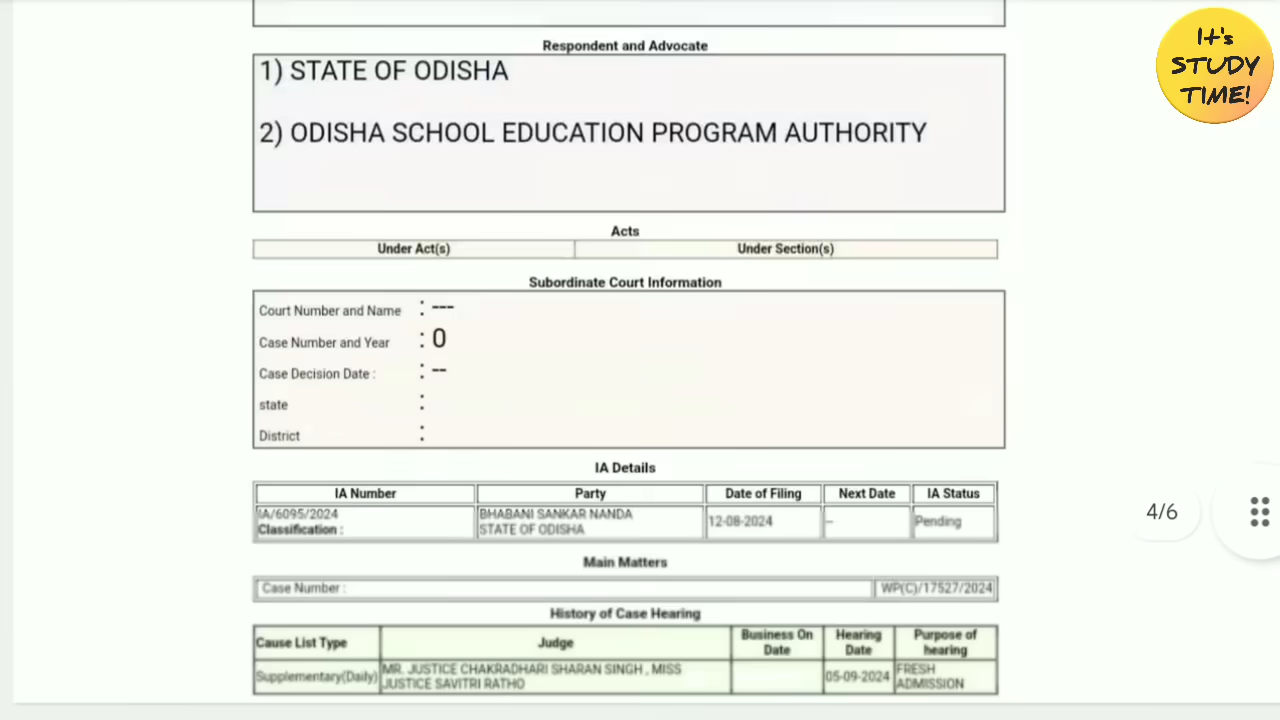 It's
STUDY
TIME!
Respondent and Advocate
1) STATE OF ODISHA
2) ODISHA SCHOOL EDUCATION PROGRAM AUTHORITY
Acts
Under Act(s) Under Section(s)
Subordinate Court Information
Court Number and Name : ---
Case Number and Year : 0
Case Decision Date : : --
state :
District :
IA Details
IA Number Party Date of Filing Next Date IA Status
IA/6095/2024 BHABANI SANKAR NANDA 12-08-2024 -- Pending
Classification : STATE OF ODISHA
Main Matters
Case Number : WP(C)/17527/2024
History of Case Hearing
Cause List Type Judge Business On Date Hearing Date Purpose of hearing
Supplementary(Daily) MR. JUSTICE CHAKRADHARI SHARAN SINGH , MISS 05-09-2024 FRESH
JUSTICE SAVITRI RATHO ADMISSION
4/6